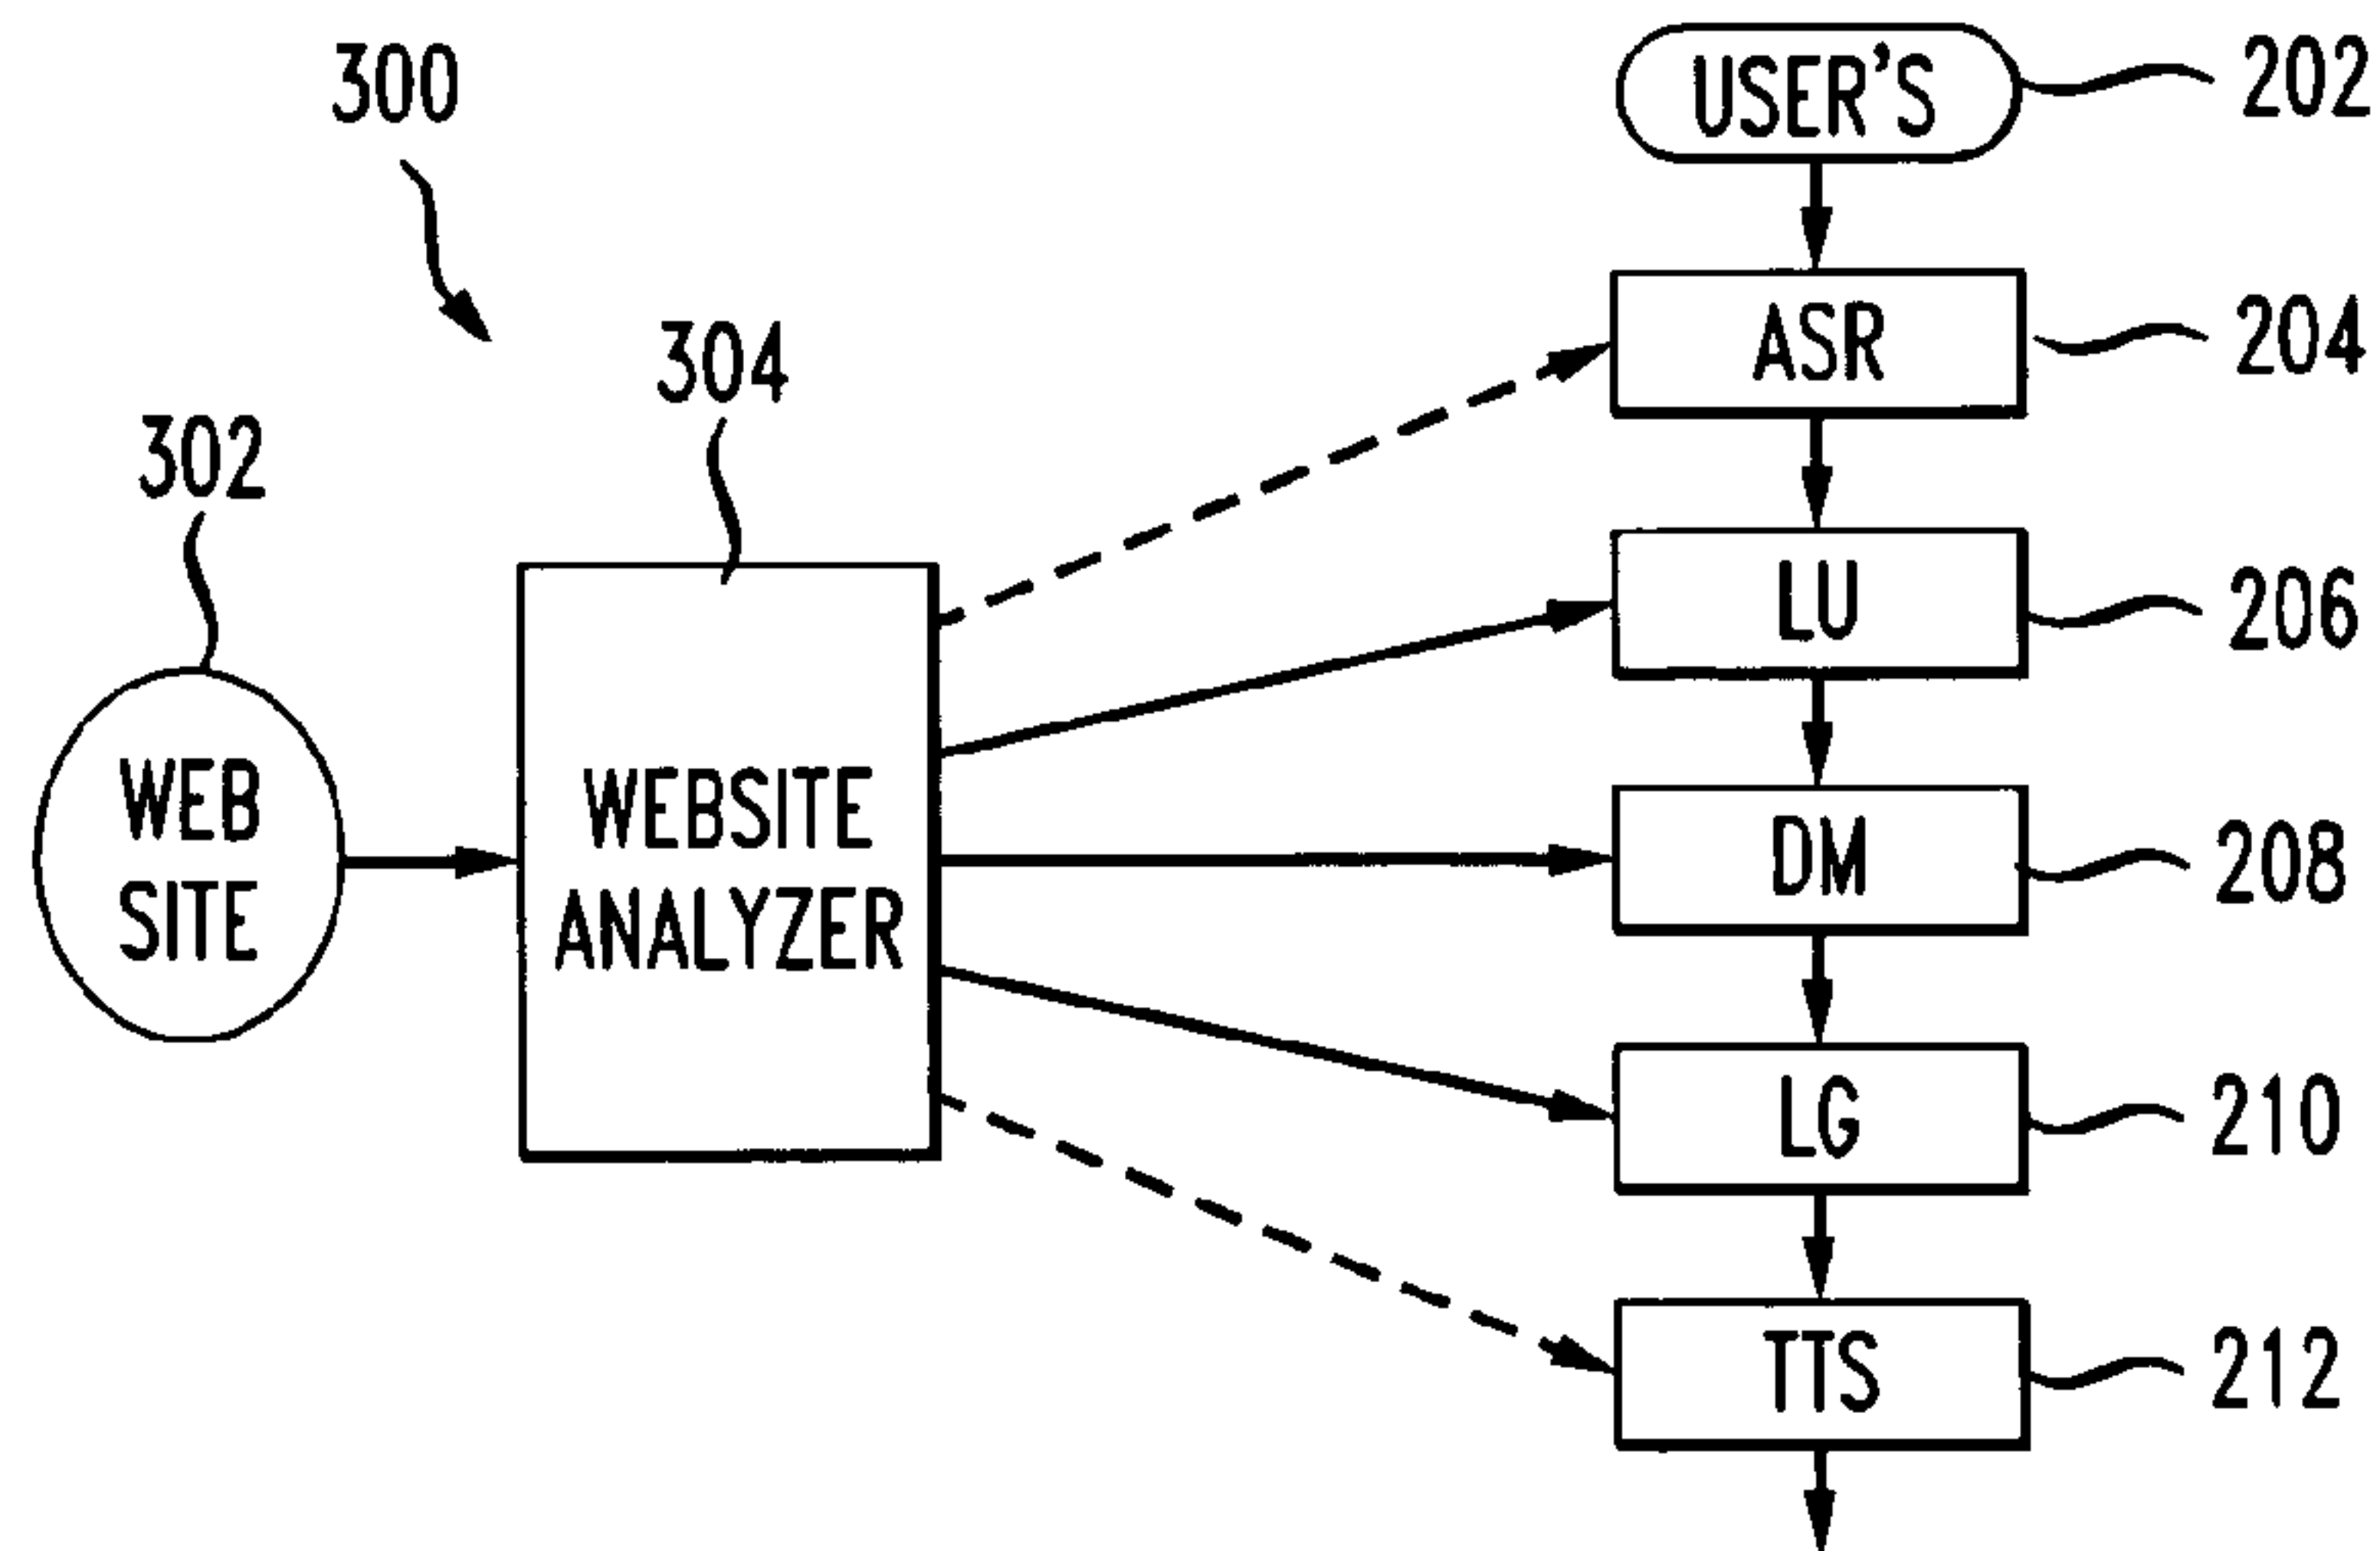 300
USER'S
202
304
ASR
204
302
LU
206
WEB
SITE
WEBSITE
ANALYZER
DM
208
LG
210
TTS
212